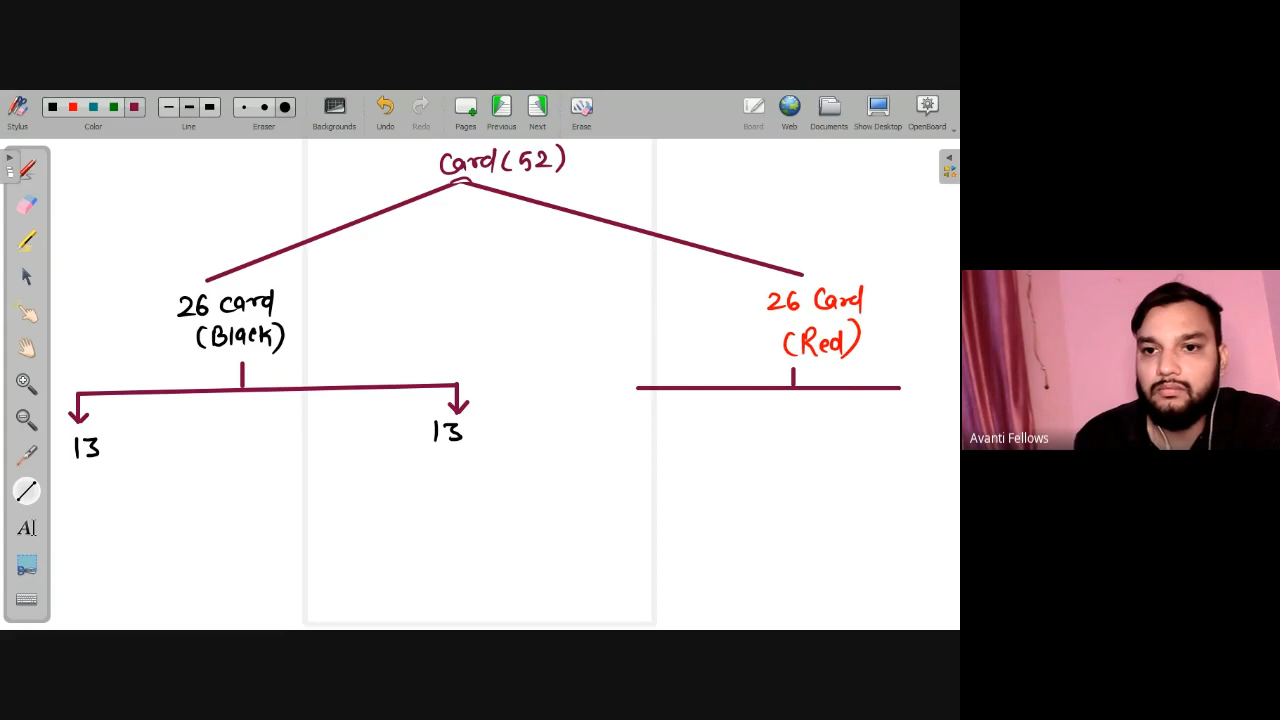 Stylus
Color
Line
Eraser
Backgrounds
Undo
Redo
Pages
Previous
Next
Erase
Board
Web
Documents
Show Desktop
OpenBoard
Card (52)
26 Card
(Black)
26 Card
(Red)
13
13
AI
Avanti Fellows